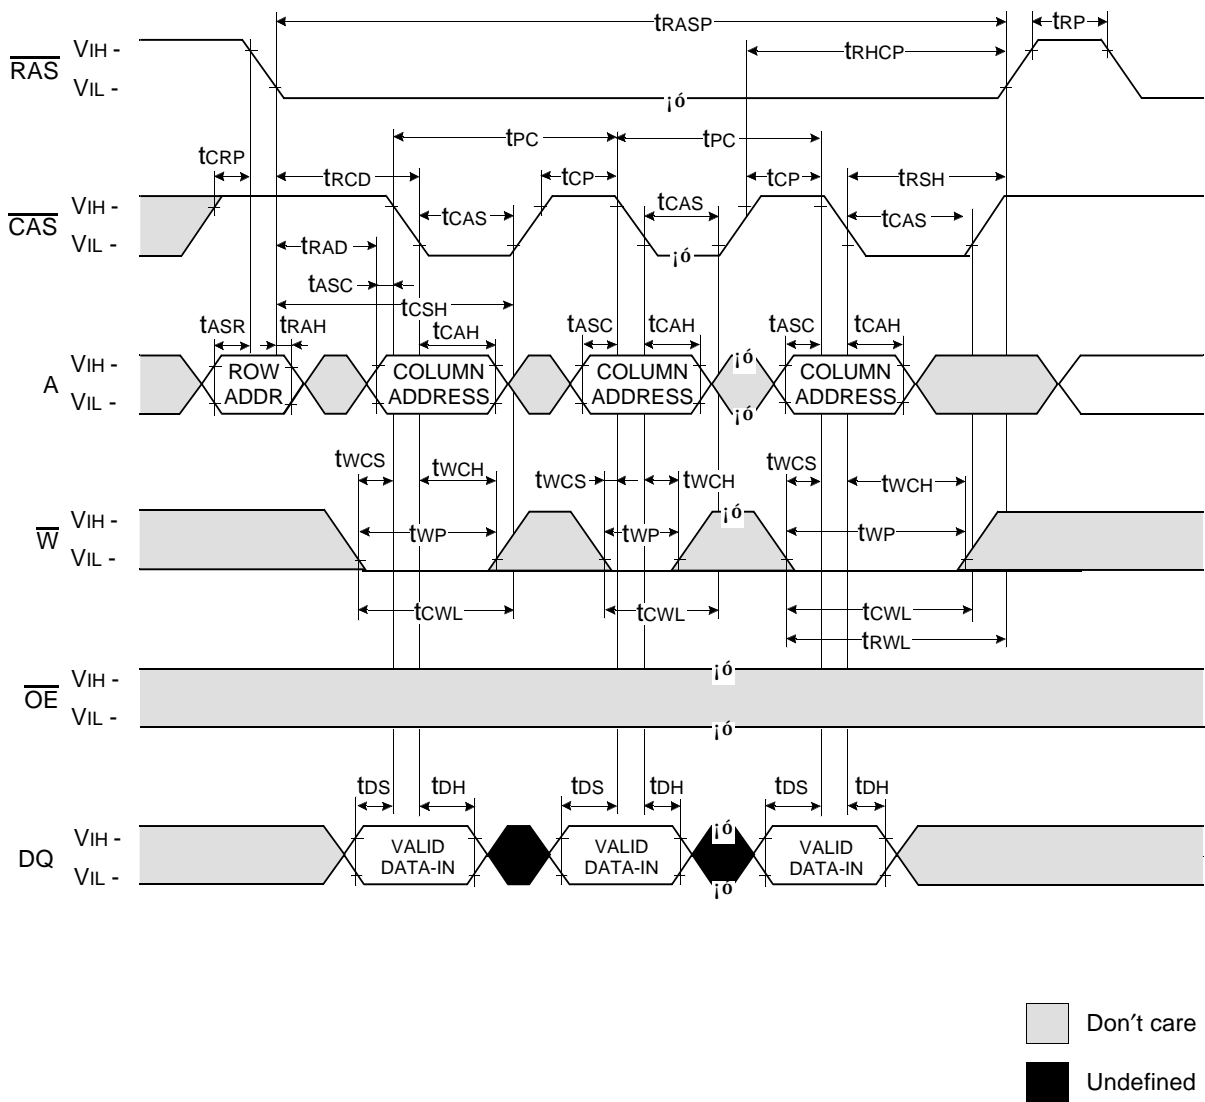 tRASP
tRP
VIH -
RAS
tRHCP
VIL -
¡ó
tPC
tPC
tCRP
tRCD
tCP
tCP
tRSH
VIH -
CAS
tCAS
tCAS
tCAS
VIL -
tRAD
¡ó
tASC
tCSH
tASR
tRAH
tCAH
tASC
tCAH
tASC
tCAH
VIH -
A
VIL -
ROW
ADDR
COLUMN
ADDRESS
COLUMN
ADDRESS
¡ó
¡ó
COLUMN
ADDRESS
tWCS
tWCH
tWCS
tWCH
tWCS
tWCH
VIH -
W
VIL -
¡ó
tWP
tWP
tWP
tCWL
tCWL
tCWL
tRWL
VIH -
OE
VIL -
¡ó
¡ó
tDS
tDH
tDS
tDH
tDS
tDH
VIH -
DQ
VIL -
VALID
DATA-IN
VALID
DATA-IN
¡ó
¡ó
VALID
DATA-IN
Don′t care
Undefined